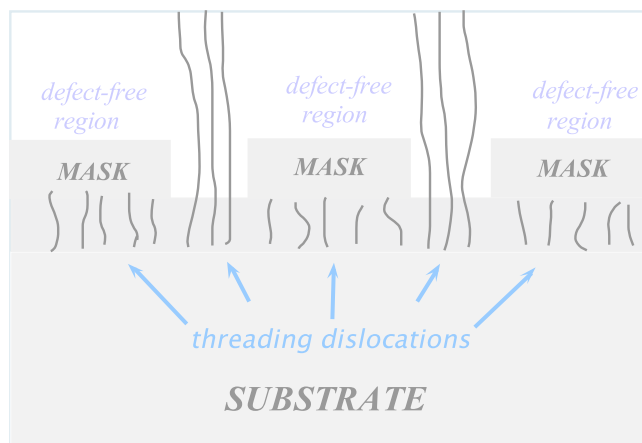 defect-free
region
defect-free
region
defect-free
region
MASK
MASK
MASK
threading dislocations
SUBSTRATE